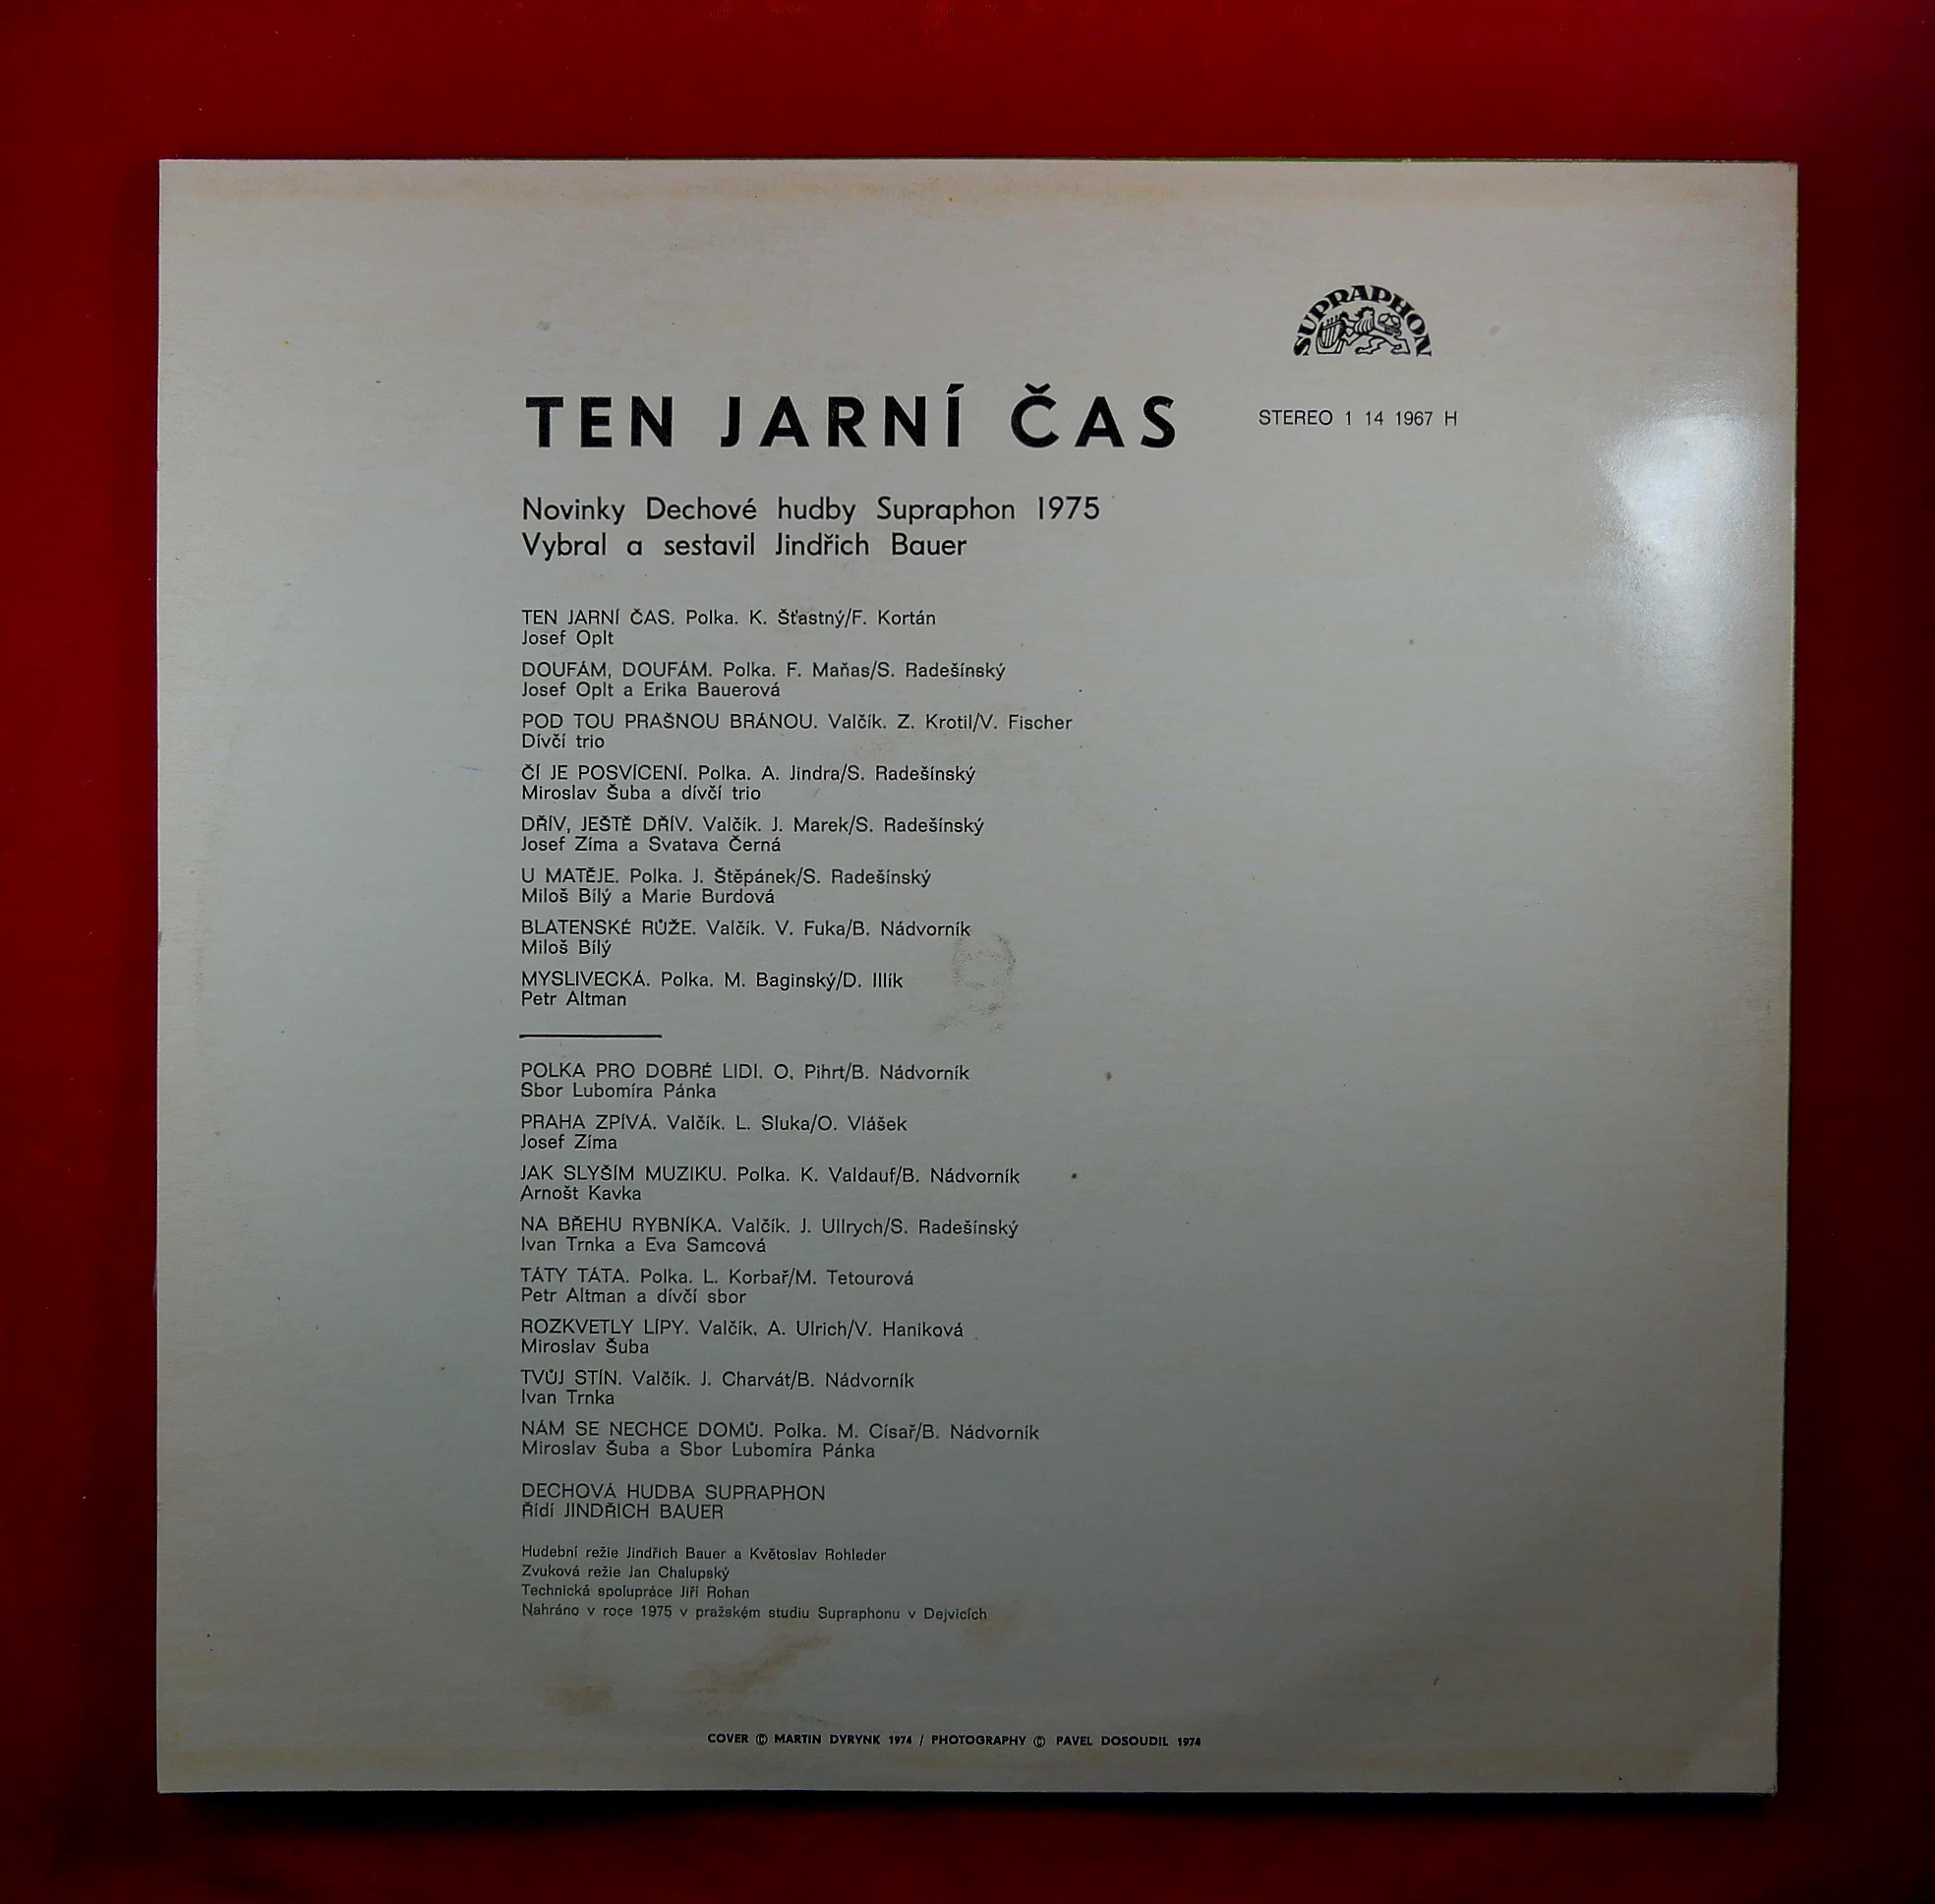 SUPRAPHON
TEN JARNÍ ČAS
STEREO 1 14 1967 H
Novinky Dechové hudby Supraphon 1975
Vybral a sestavil Jindřich Bauer
TEN JARNÍ ČAS. Polka. K. Šťastný/F. Kortán
Josef Oplt
DOUFÁM, DOUFÁM. Polka. F. Maňas/S. Radešínský
Josef Oplt a Erika Bauerová
POD TOU PRAŠNOU BRÁNOU. Valčík. Z. Krotil/V. Fischer
Dívčí trio
ČÍ JE POSVÍCENÍ. Polka. A. Jindra/S. Radešínský
Miroslav Šuba a dívčí trio
DŘÍV, JEŠTĚ DŘÍV. Valčík. J. Marek/S. Radešínský
Josef Zíma a Svatava Černá
U MATĚJE. Polka. J. Štěpánek/S. Radešínský
Miloš Bílý a Marie Burdová
BLATENSKÉ RŮŽE. Valčík. V. Fuka/B. Nádvorník
Miloš Bílý
MYSLIVECKÁ. Polka. M. Baginský/D. Illík
Petr Altman
POLKA PRO DOBRÉ LIDI. O. Pihrt/B. Nádvorník
Sbor Lubomíra Pánka
PRAHA ZPÍVÁ. Valčík. L. Sluka/O. Vlášek
Josef Zíma
JAK SLYŠÍM MUZIKU. Polka. K. Valdauf/B. Nádvorník
Arnošt Kavka
NA BŘEHU RYBNÍKA. Valčík. J. Ullrych/S. Radešínský
Ivan Trnka a Eva Samcová
TÁTY TÁTA. Polka. L. Korbař/M. Tetourová
Petr Altman a dívčí sbor
ROZKVETLY LÍPY. Valčík. A. Ulrich/V. Haniková
Miroslav Šuba
TVŮJ STÍN. Valčík. J. Charvát/B. Nádvorník
Ivan Trnka
NÁM SE NECHCE DOMŮ. Polka. M. Císař/B. Nádvorník
Miroslav Šuba a Sbor Lubomíra Pánka
DECHOVÁ HUDBA SUPRAPHON
Řídí JINDŘICH BAUER
Hudební režie Jindřich Bauer a Květoslav Rohleder
Zvuková režie Jan Chalupský
Technická spolupráce Jiří Rohan
Nahráno v roce 1975 v pražském studiu Supraphonu v Dejvicích
COVER © MARTIN DYRYNK 1974 / PHOTOGRAPHY © PAVEL DOSOUDIL 1974